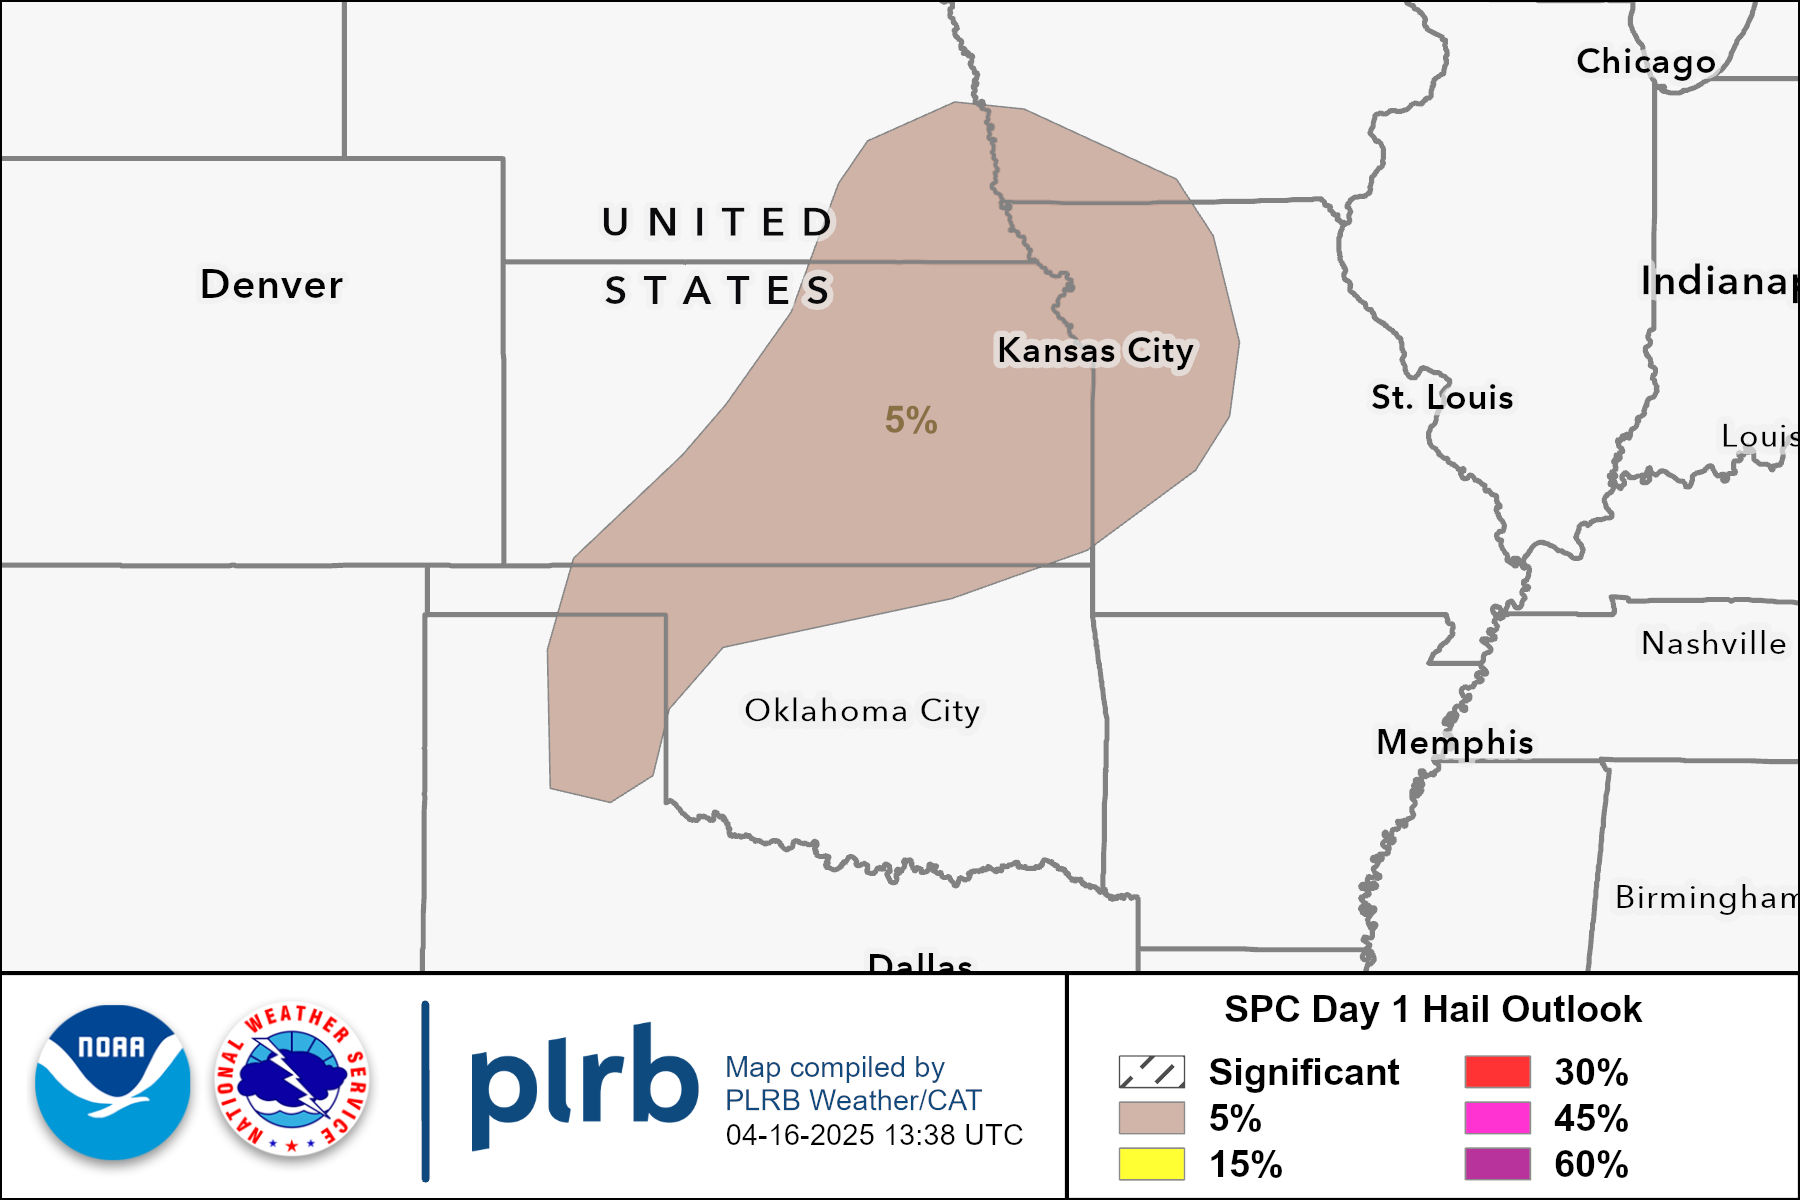 Chicago
UNITED
STATES
Denver
Indianap
Kansas City
St. Louis
Louis
5%
Nashville
Oklahoma City
Memphis
Birmingham
Dallas
NOAA
NATIONAL WEATHER SERVICE
plrb
Map compiled by
PLRB Weather/CAT
04-16-2025 13:38 UTC
SPC Day 1 Hail Outlook
Significant
5%
15%
30%
45%
60%